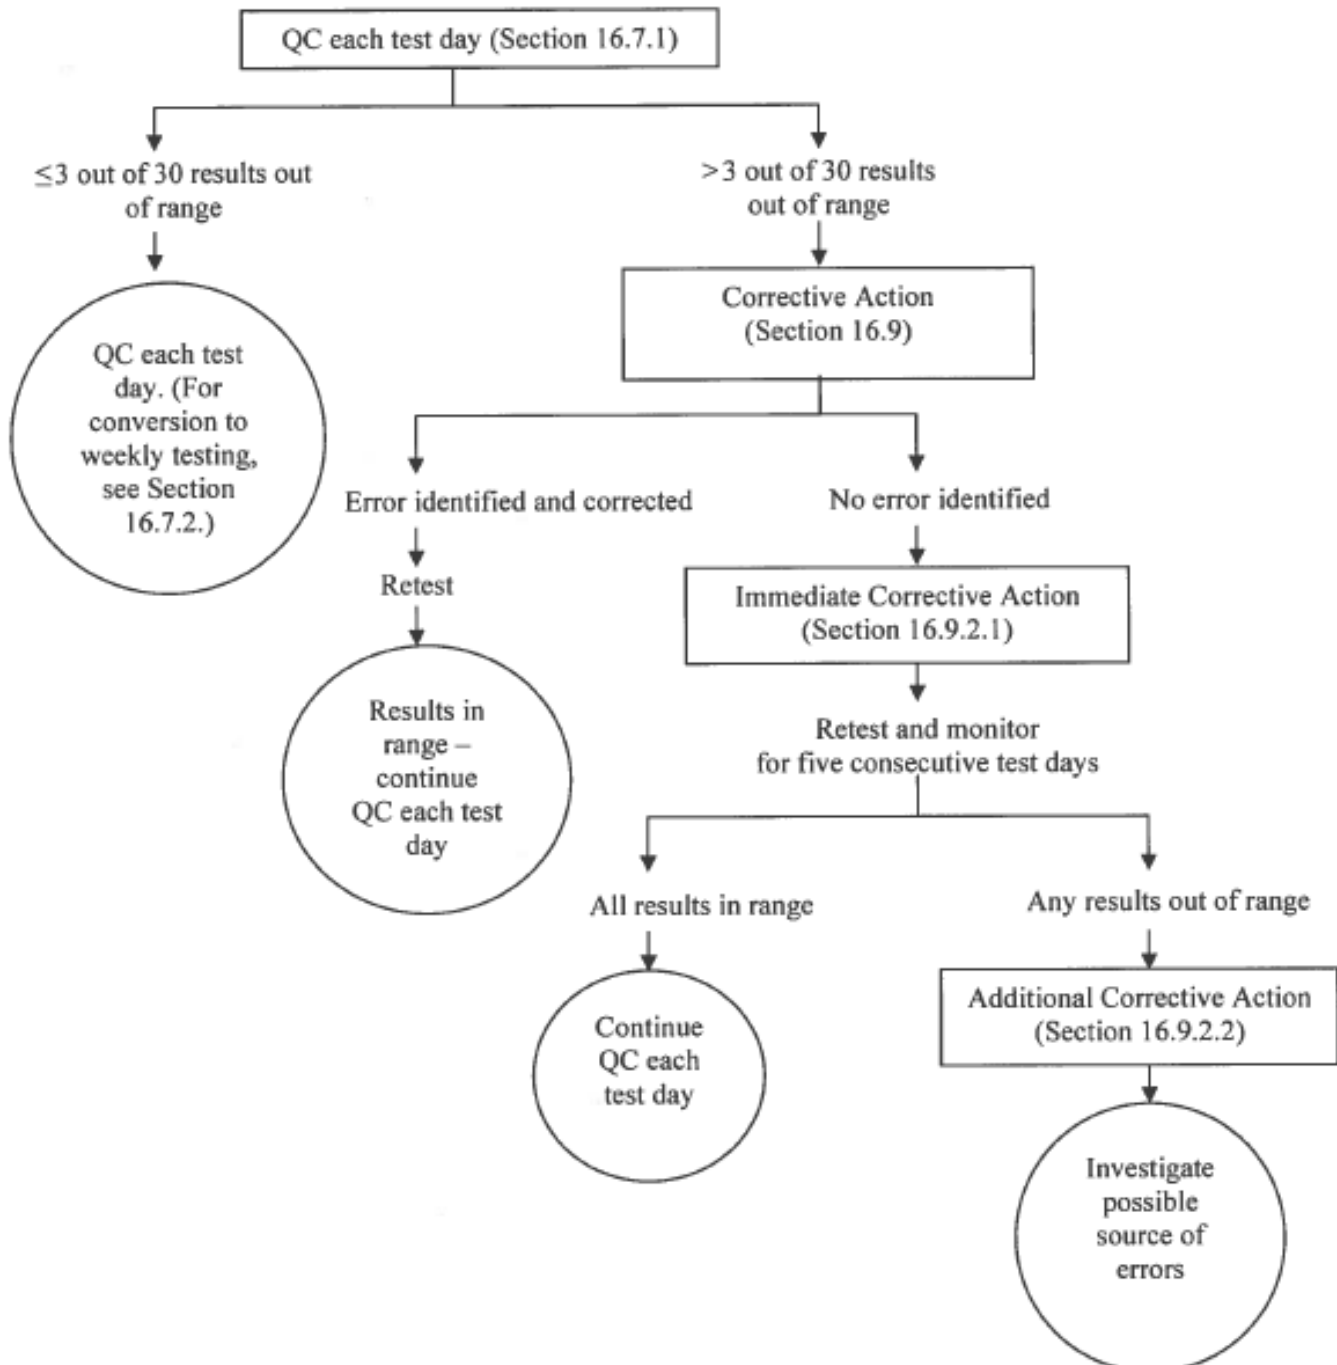 QC each test day (Section 16.7.1)
≤3 out of 30 results out
of range
>3 out of 30 results
out of range
QC each test
day. (For
conversion to
weekly testing,
see Section
16.7.2.)
Corrective Action
(Section 16.9)
Error identified and corrected
No error identified
Retest
Immediate Corrective Action
(Section 16.9.2.1)
Results in
range –
continue
QC each test
day
Retest and monitor
for five consecutive test days
All results in range
Any results out of range
Continue
QC each
test day
Additional Corrective Action
(Section 16.9.2.2)
Investigate
possible
source of
errors